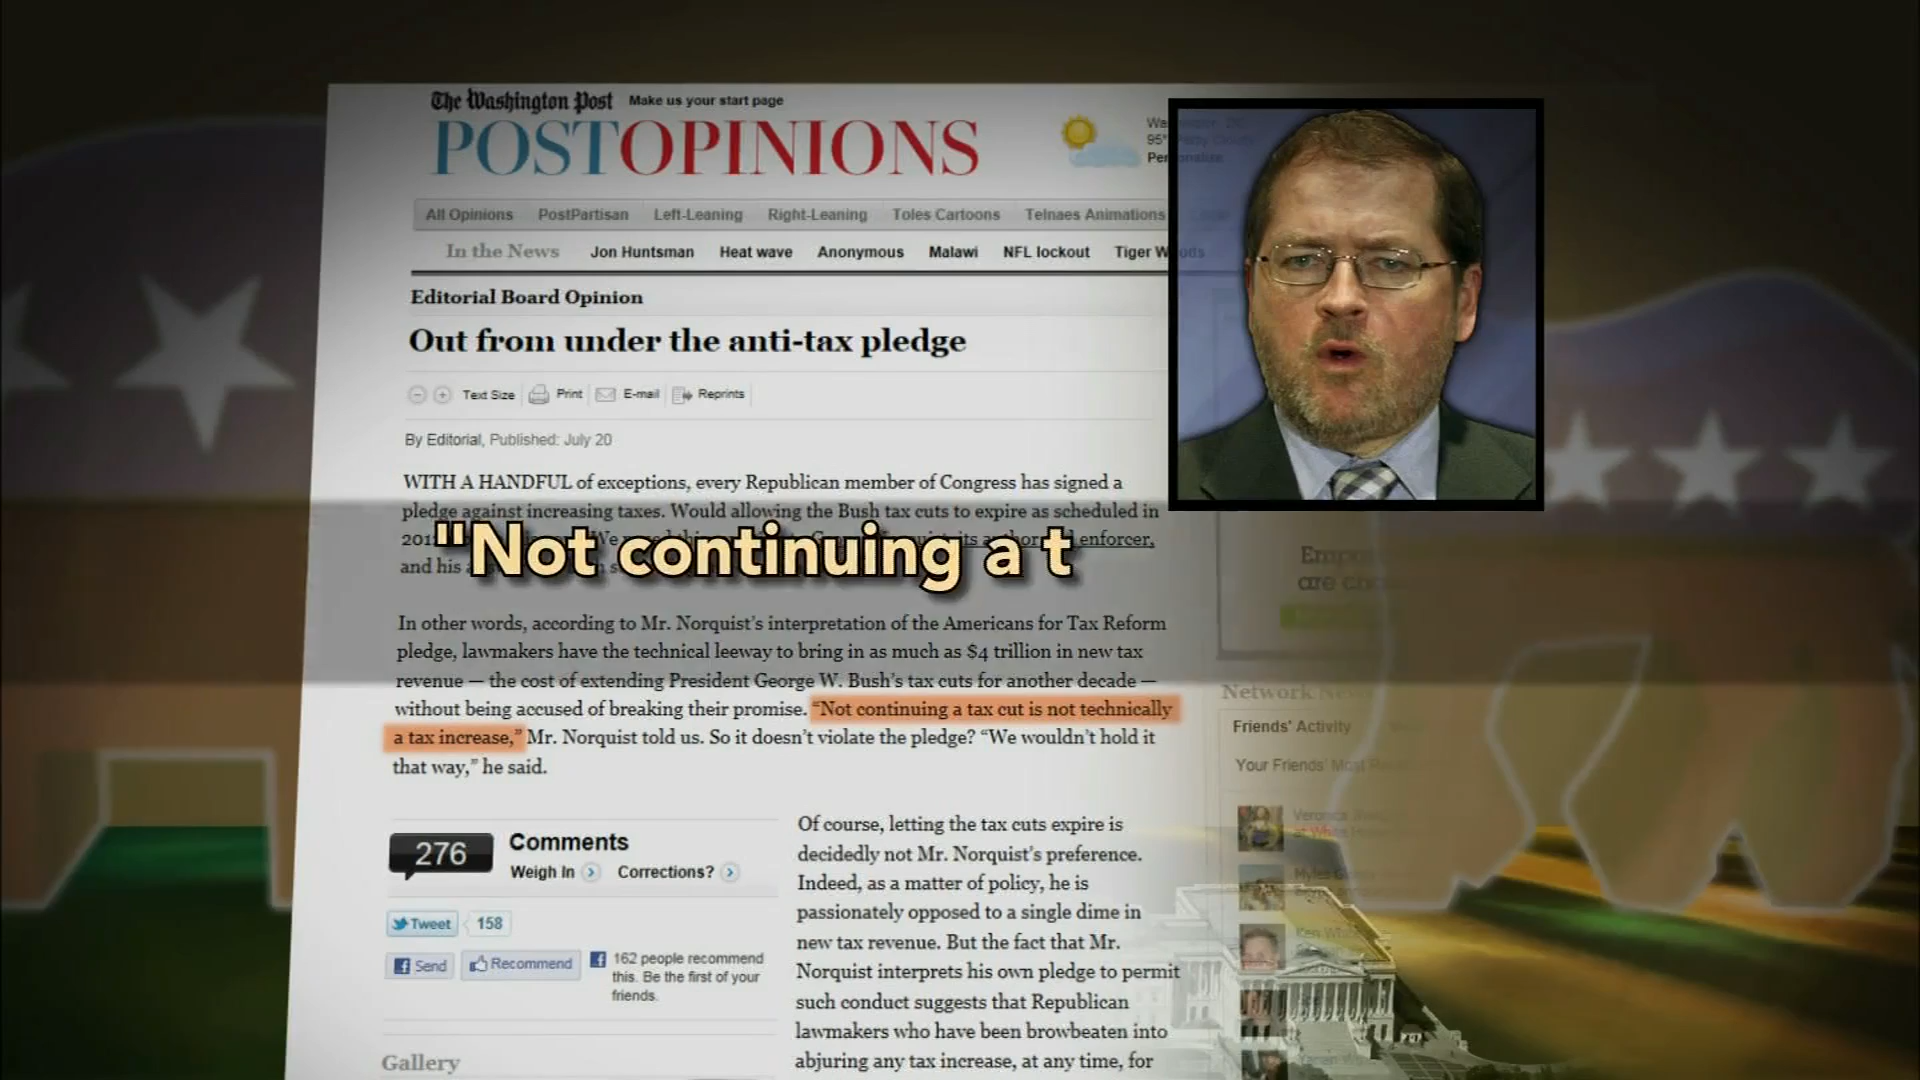 The Washington Post Make us your start page
POSTOPINIONS
95°
All Opinions PostPartisan Left-Leaning Right-Leaning Toles Cartoons Telnaes Animations
In the News Jon Huntsman Heat wave Anonymous Malawi NFL lockout Tiger Woods
Editorial Board Opinion
Out from under the anti-tax pledge
Text Size Print E-mail Reprints
By Editorial, Published: July 20
WITH A HANDFUL of exceptions, every Republican member of Congress has signed a
pledge against increasing taxes. Would allowing the Bush tax cuts to expire as scheduled in
enforcer,
and his
"Not continuing a t
In other words, according to Mr. Norquist's interpretation of the Americans for Tax Reform
pledge, lawmakers have the technical leeway to bring in as much as $4 trillion in new tax
revenue — the cost of extending President George W. Bush's tax cuts for another decade —
without being accused of breaking their promise. "Not continuing a tax cut is not technically
a tax increase," Mr. Norquist told us. So it doesn't violate the pledge? "We wouldn't hold it
that way," he said.
276 Comments
Weigh In Corrections?
Tweet 158
Send Recommend 162 people recommend
this. Be the first of your
friends.
Gallery
Of course, letting the tax cuts expire is
decidedly not Mr. Norquist's preference.
Indeed, as a matter of policy, he is
passionately opposed to a single dime in
new tax revenue. But the fact that Mr.
Norquist interprets his own pledge to permit
such conduct suggests that Republican
lawmakers who have been browbeaten into
abjuring any tax increase, at any time, for
are
Network News
Friends' Activity
Your Friends' Most